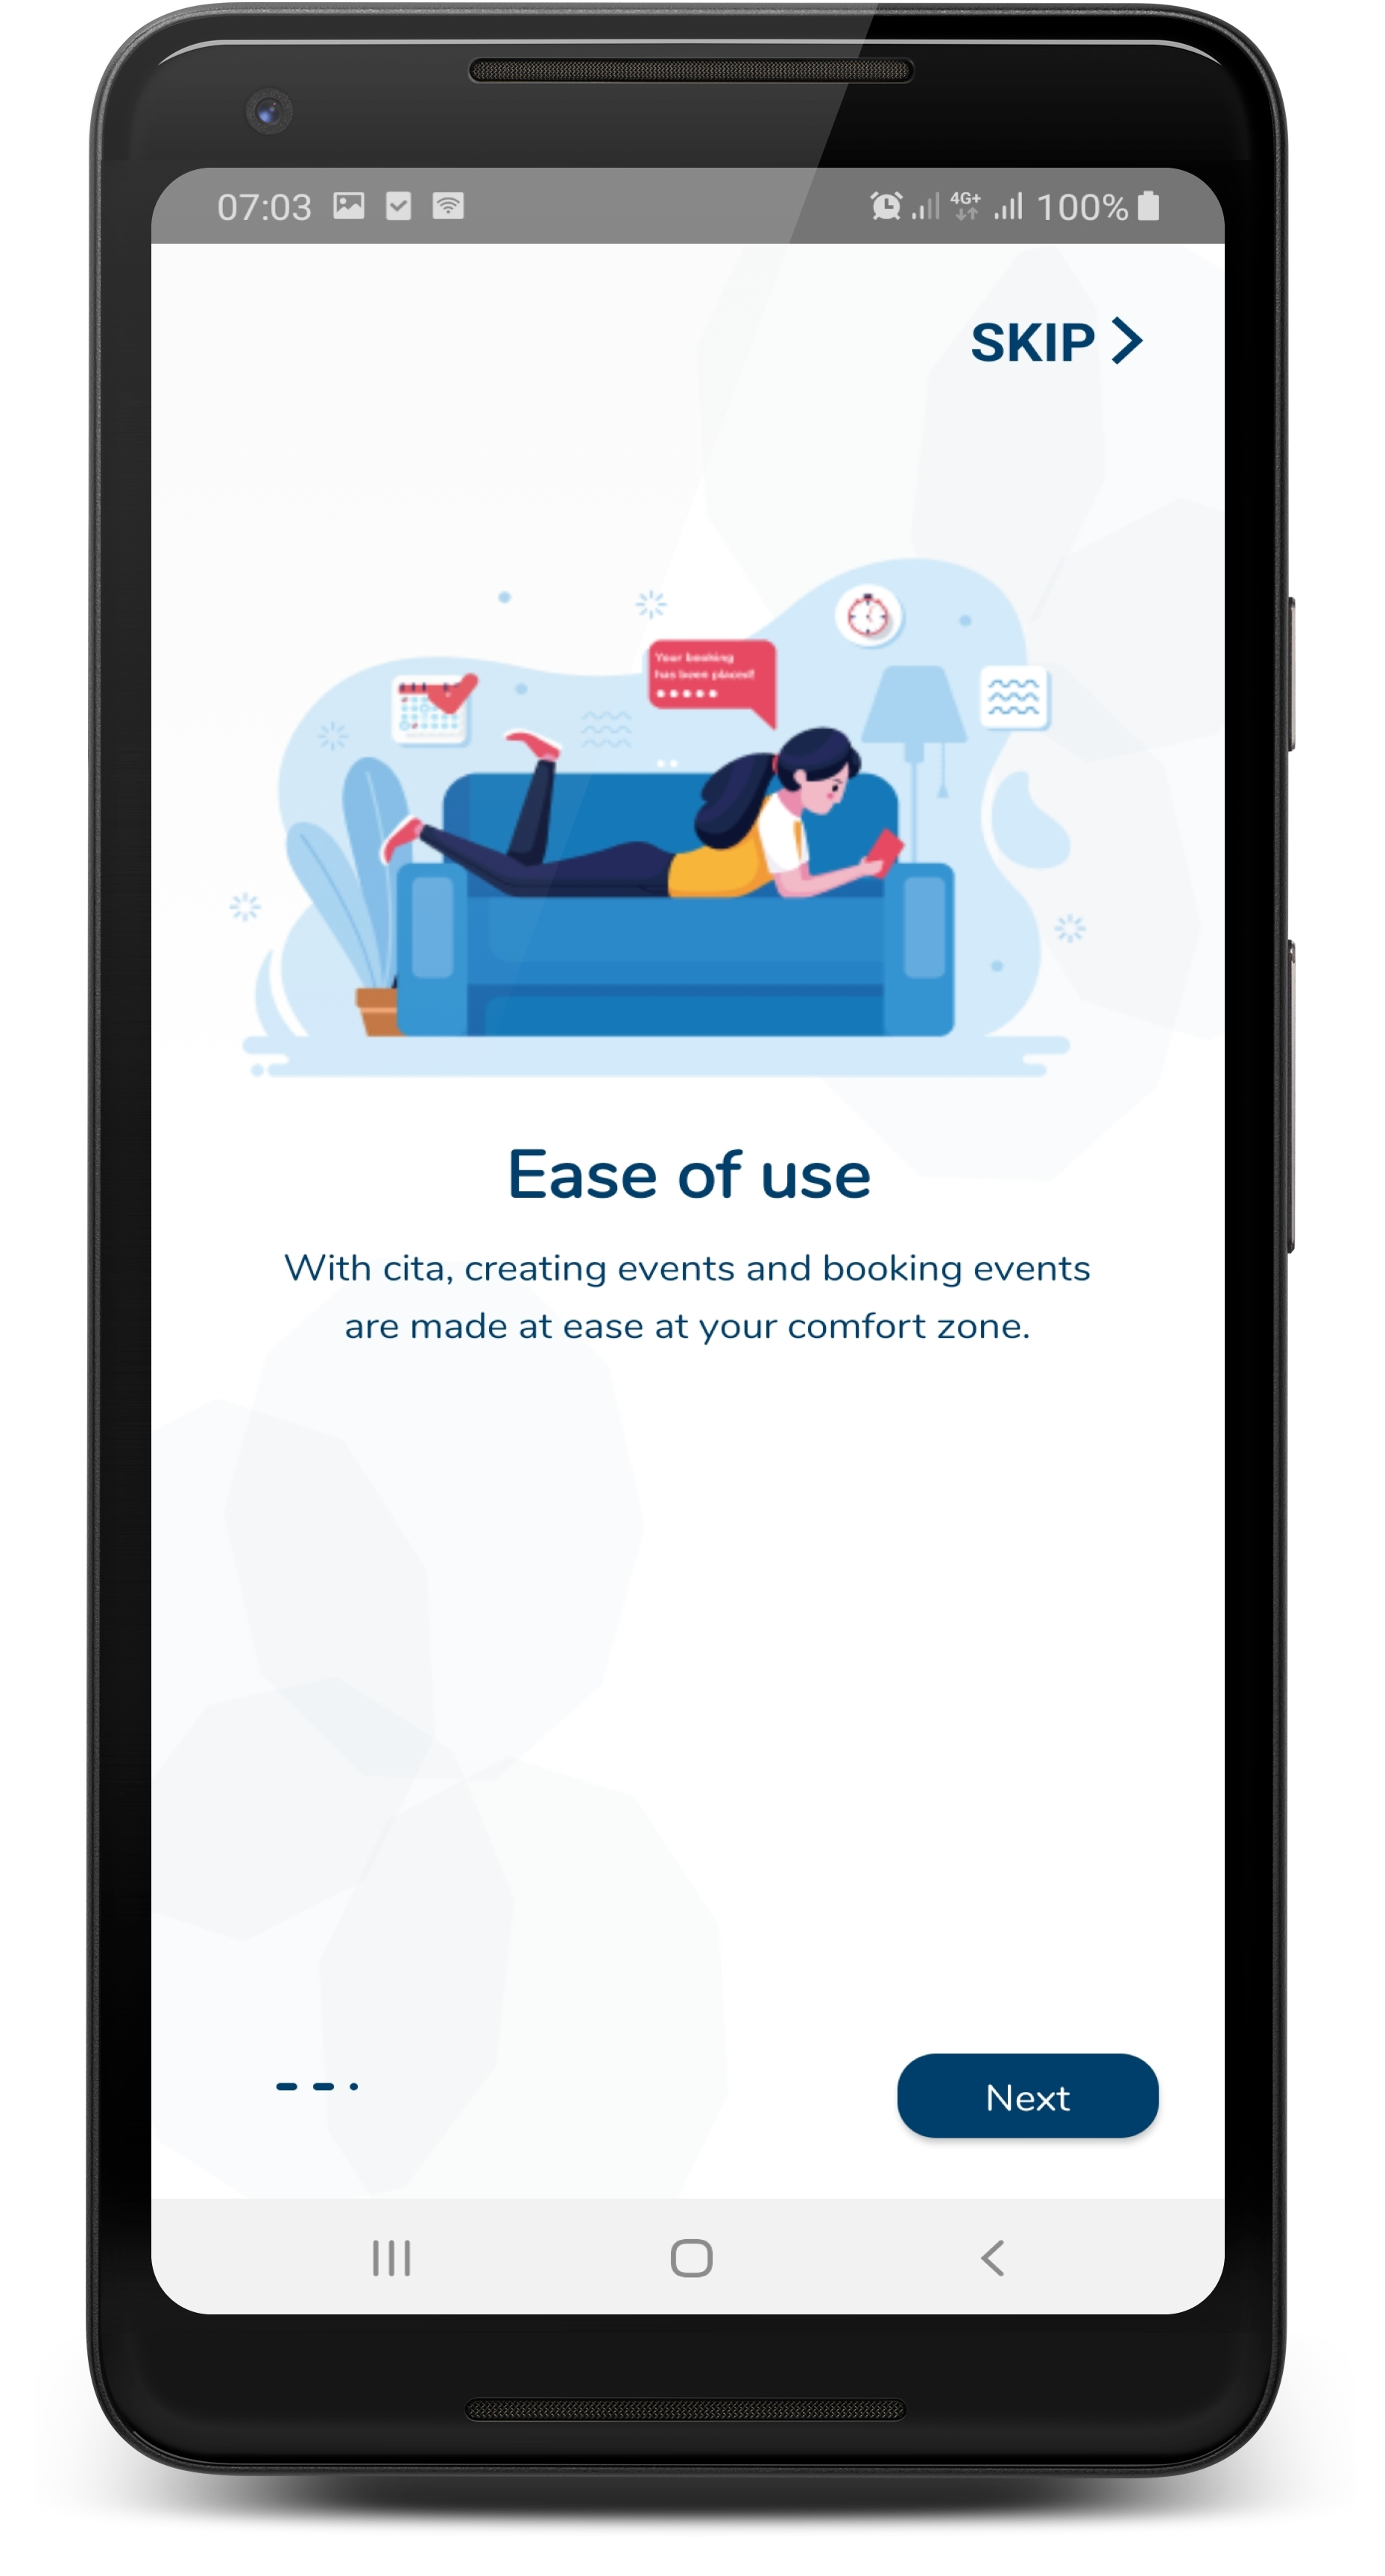 07:03
4G+
100%
SKIP
Your booking
has been placed!
Ease of use
With cita, creating events and booking events
are made at ease at your comfort zone.
Next